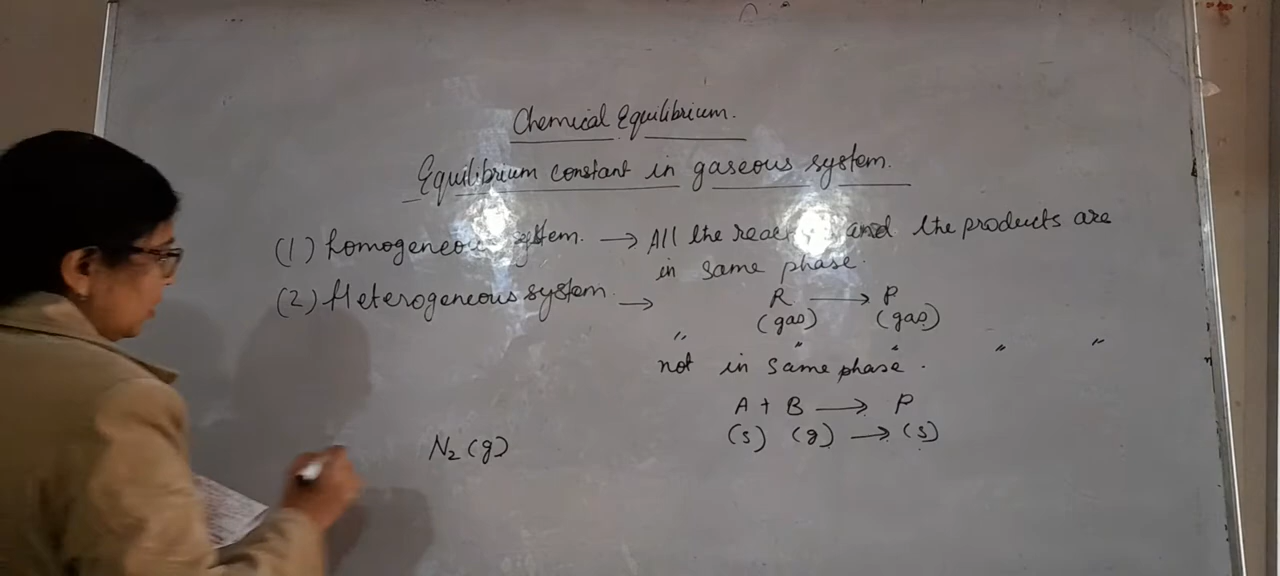 Chemical Equilibrium.
Equilibrium constant in gaseous system.
(1) homogeneous system. → All the and the products are
in same phase.
(2) Heterogeneous system. →
R → P
(gas) (gas)
" " " " "
not in same phase.
A + B → P
(s) (g) → (s)
N₂(g)